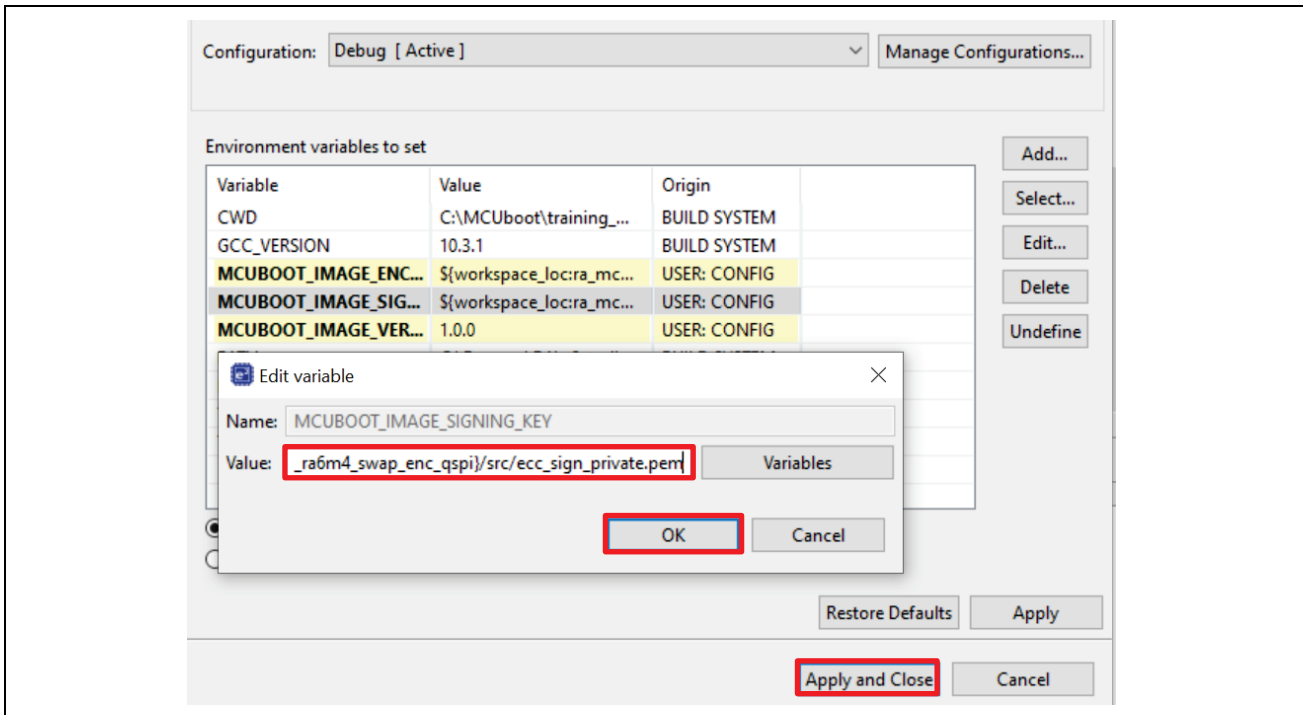 Configuration: Debug [ Active ] Manage Configurations...
Environment variables to set
Add...
Variable Value Origin
Select...
CWD C:\MCUboot\training_... BUILD SYSTEM
GCC_VERSION 10.3.1 BUILD SYSTEM
Edit...
MCUBOOT_IMAGE_ENC... ${workspace_loc:ra_mc... USER: CONFIG
Delete
MCUBOOT_IMAGE_SIG... ${workspace_loc:ra_mc... USER: CONFIG
MCUBOOT_IMAGE_VER... 1.0.0 USER: CONFIG
Undefine
Edit variable
Name: MCUBOOT_IMAGE_SIGNING_KEY
Value: _ra6m4_swap_enc_qspi}/src/ecc_sign_private.pem Variables
OK Cancel
Restore Defaults Apply
Apply and Close Cancel